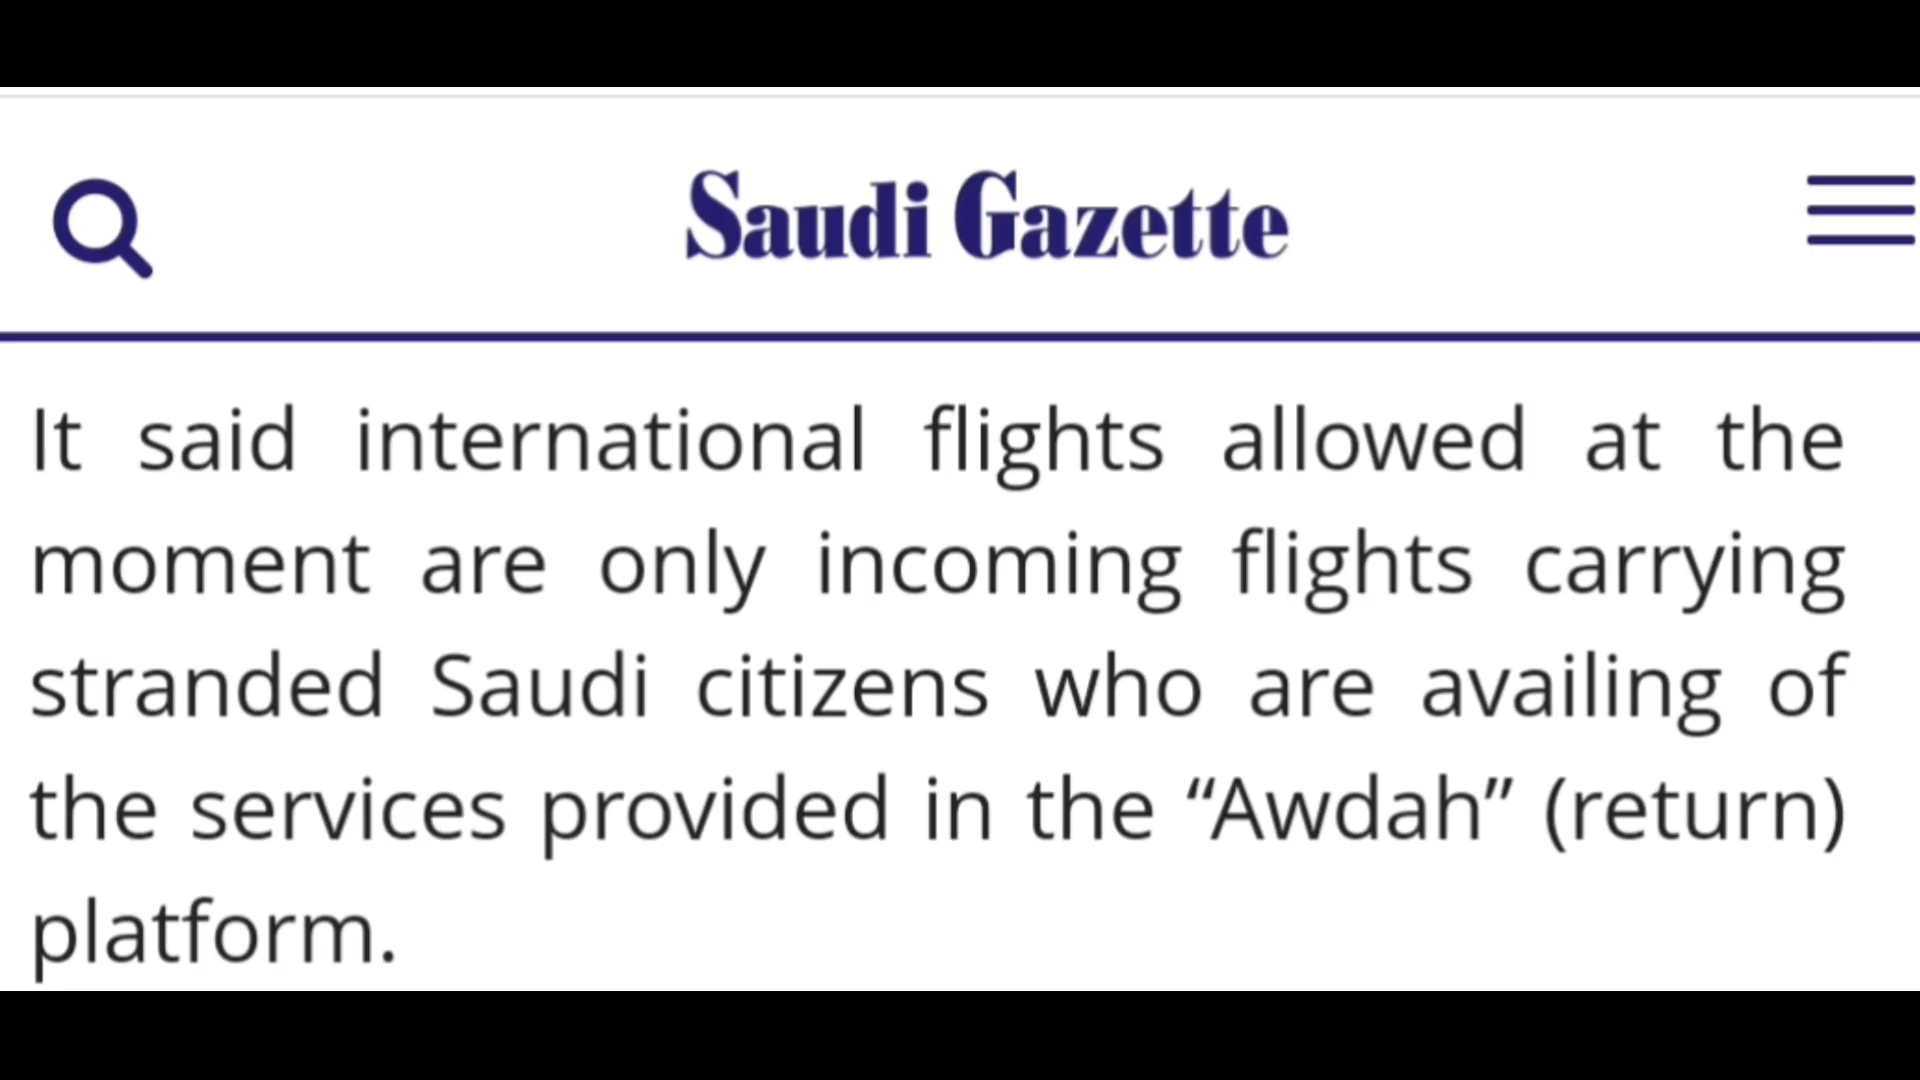 Saudi Gazette
It said international flights allowed at the
moment are only incoming flights carrying
stranded Saudi citizens who are availing of
the services provided in the “Awdah” (return)
platform.